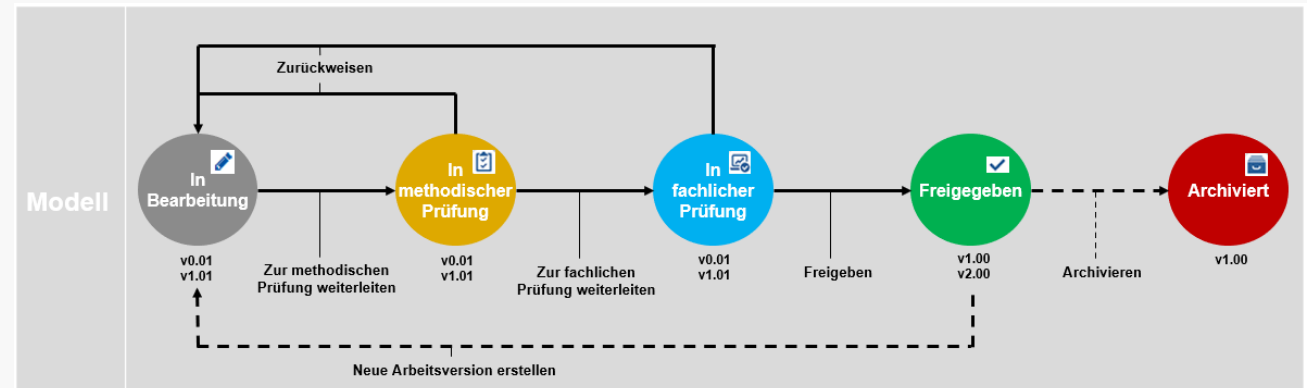 Modell
Zurückweisen
In
Bearbeitung
In
methodischer
Prüfung
In
fachlicher
Prüfung
Freigegeben
Archiviert
v0.01
v1.01
Zur methodischen
Prüfung weiterleiten
v0.01
v1.01
Zur fachlichen
Prüfung weiterleiten
v0.01
v1.01
Freigeben
v1.00
v2.00
Archivieren
v1.00
Neue Arbeitsversion erstellen